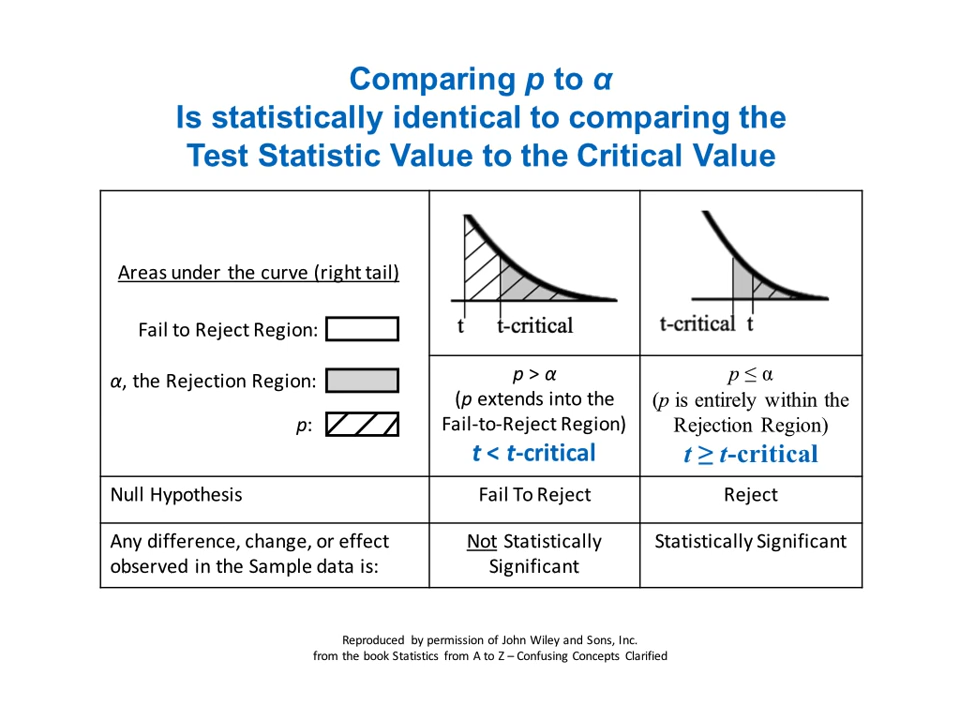 Comparing p to α
Is statistically identical to comparing the
Test Statistic Value to the Critical Value
Areas under the curve (right tail)
Fail to Reject Region:
α, the Rejection Region:
p:
t t-critical
t-critical t
p > α
(p extends into the
Fail-to-Reject Region)
t < t-critical
p ≤ α
(p is entirely within the
Rejection Region)
t ≥ t-critical
Null Hypothesis
Fail To Reject
Reject
Any difference, change, or effect
observed in the Sample data is:
Not Statistically
Significant
Statistically Significant
Reproduced by permission of John Wiley and Sons, Inc.
from the book Statistics from A to Z – Confusing Concepts Clarified